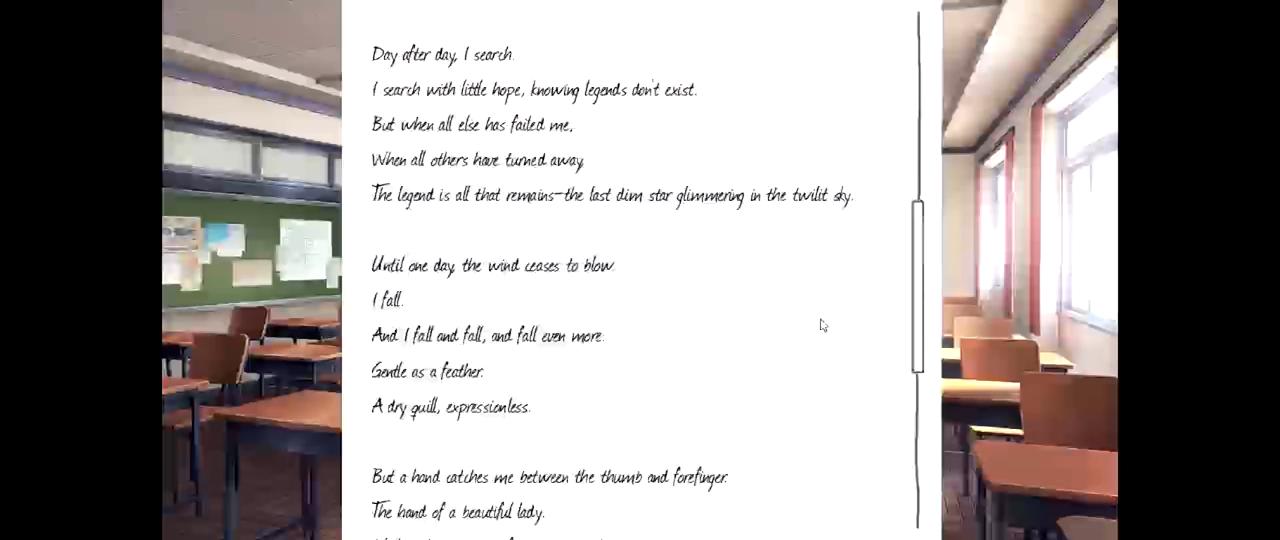 Day after day, I search.
I search with little hope, knowing legends don't exist.
But when all else has failed me,
When all others have turned away,
The legend is all that remains—the last dim star glimmering in the twilit sky.
Until one day, the wind ceases to blow.
I fall.
And I fall and fall, and fall even more.
Gentle as a feather.
A dry quill, expressionless.
But a hand catches me between the thumb and forefinger.
The hand of a beautiful lady.